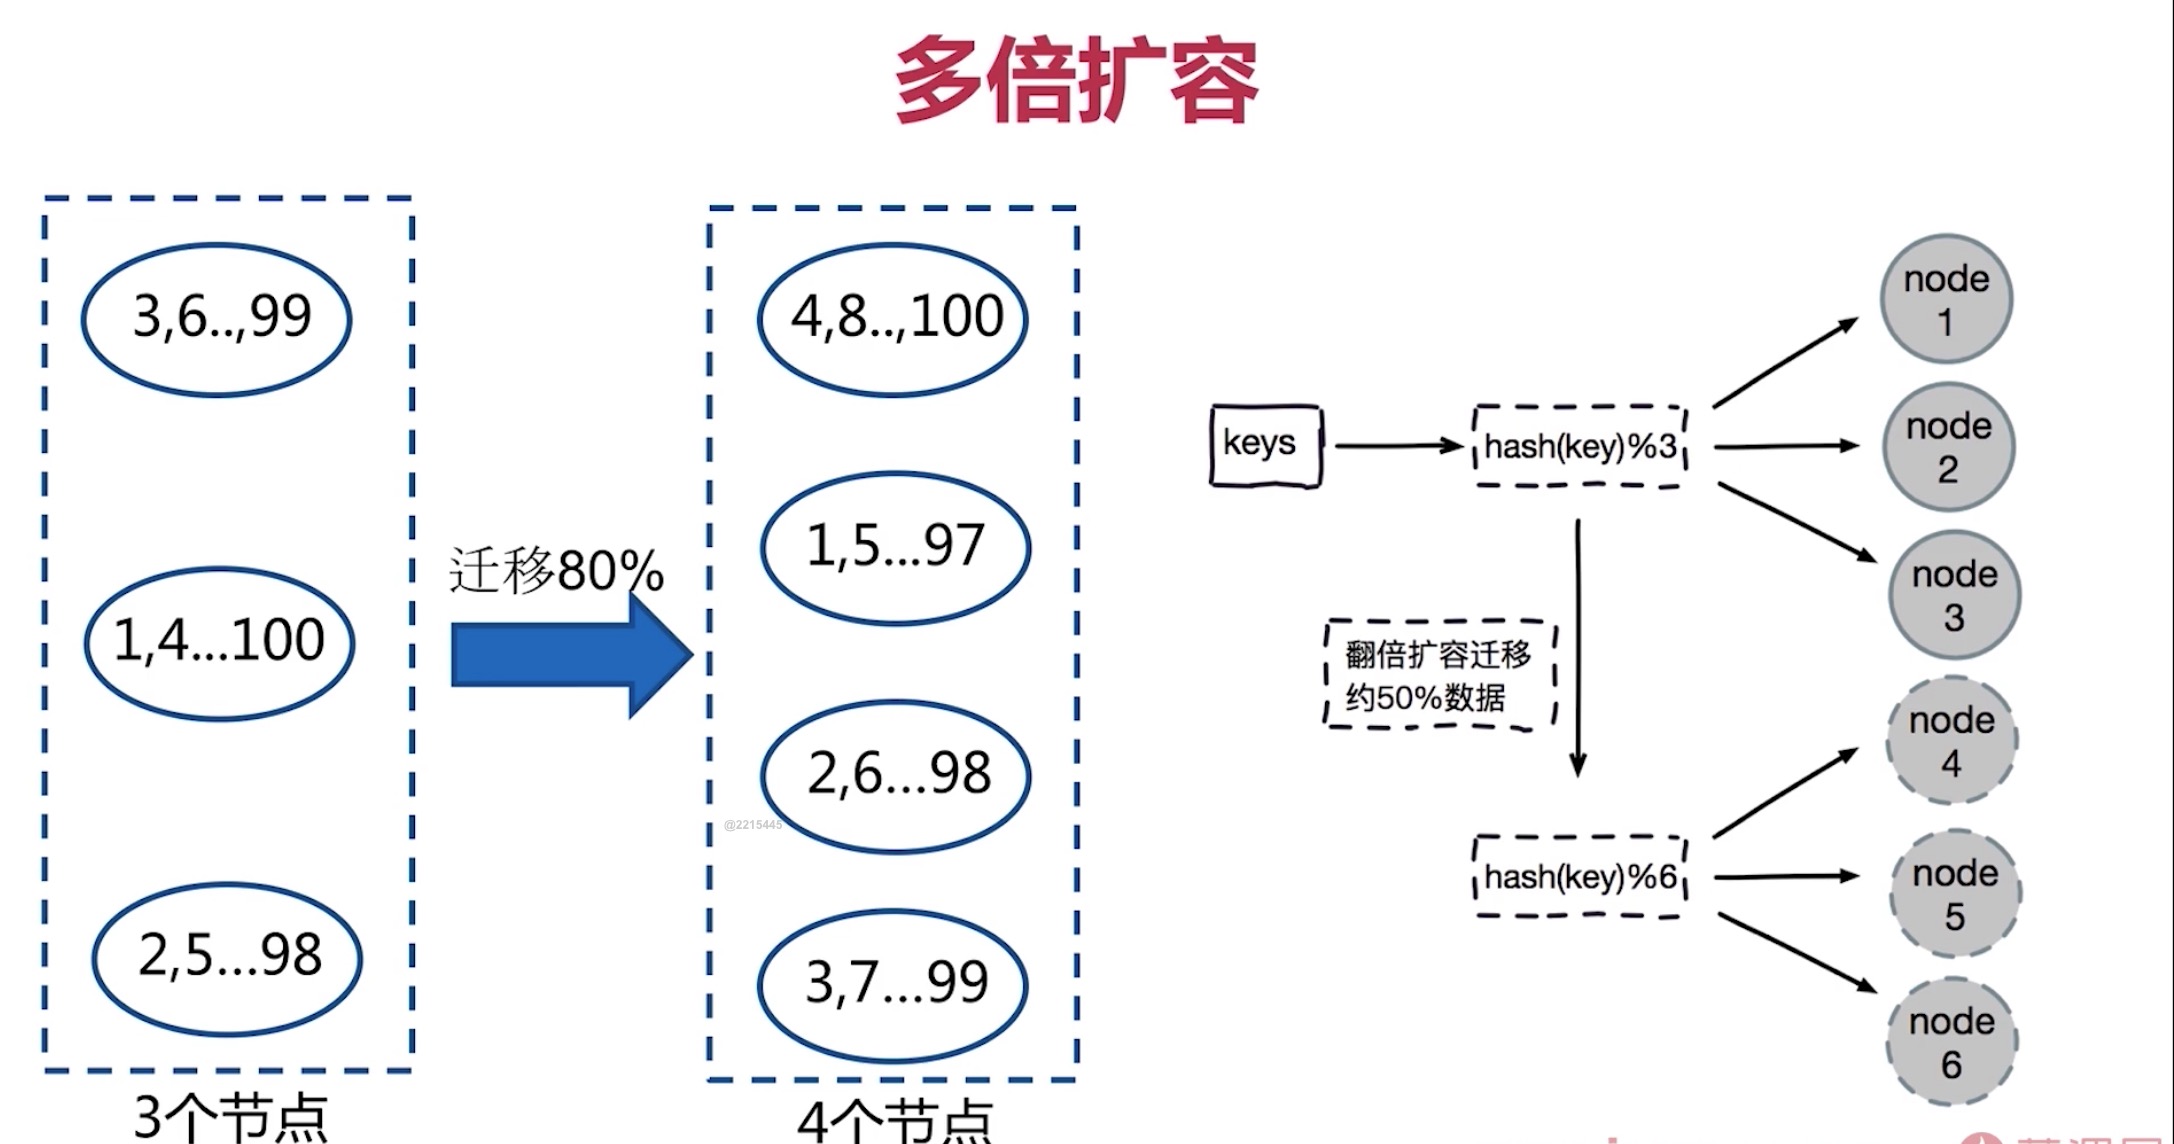 多倍扩容
3,6..,99
1,4...100
2,5...98
3个节点
迁移80%
4,8..,100
1,5...97
2,6...98
3,7...99
4个节点
@2215445
keys
hash(key)%3
node
1
node
2
node
3
翻倍扩容迁移
约50%数据
hash(key)%6
node
4
node
5
node
6